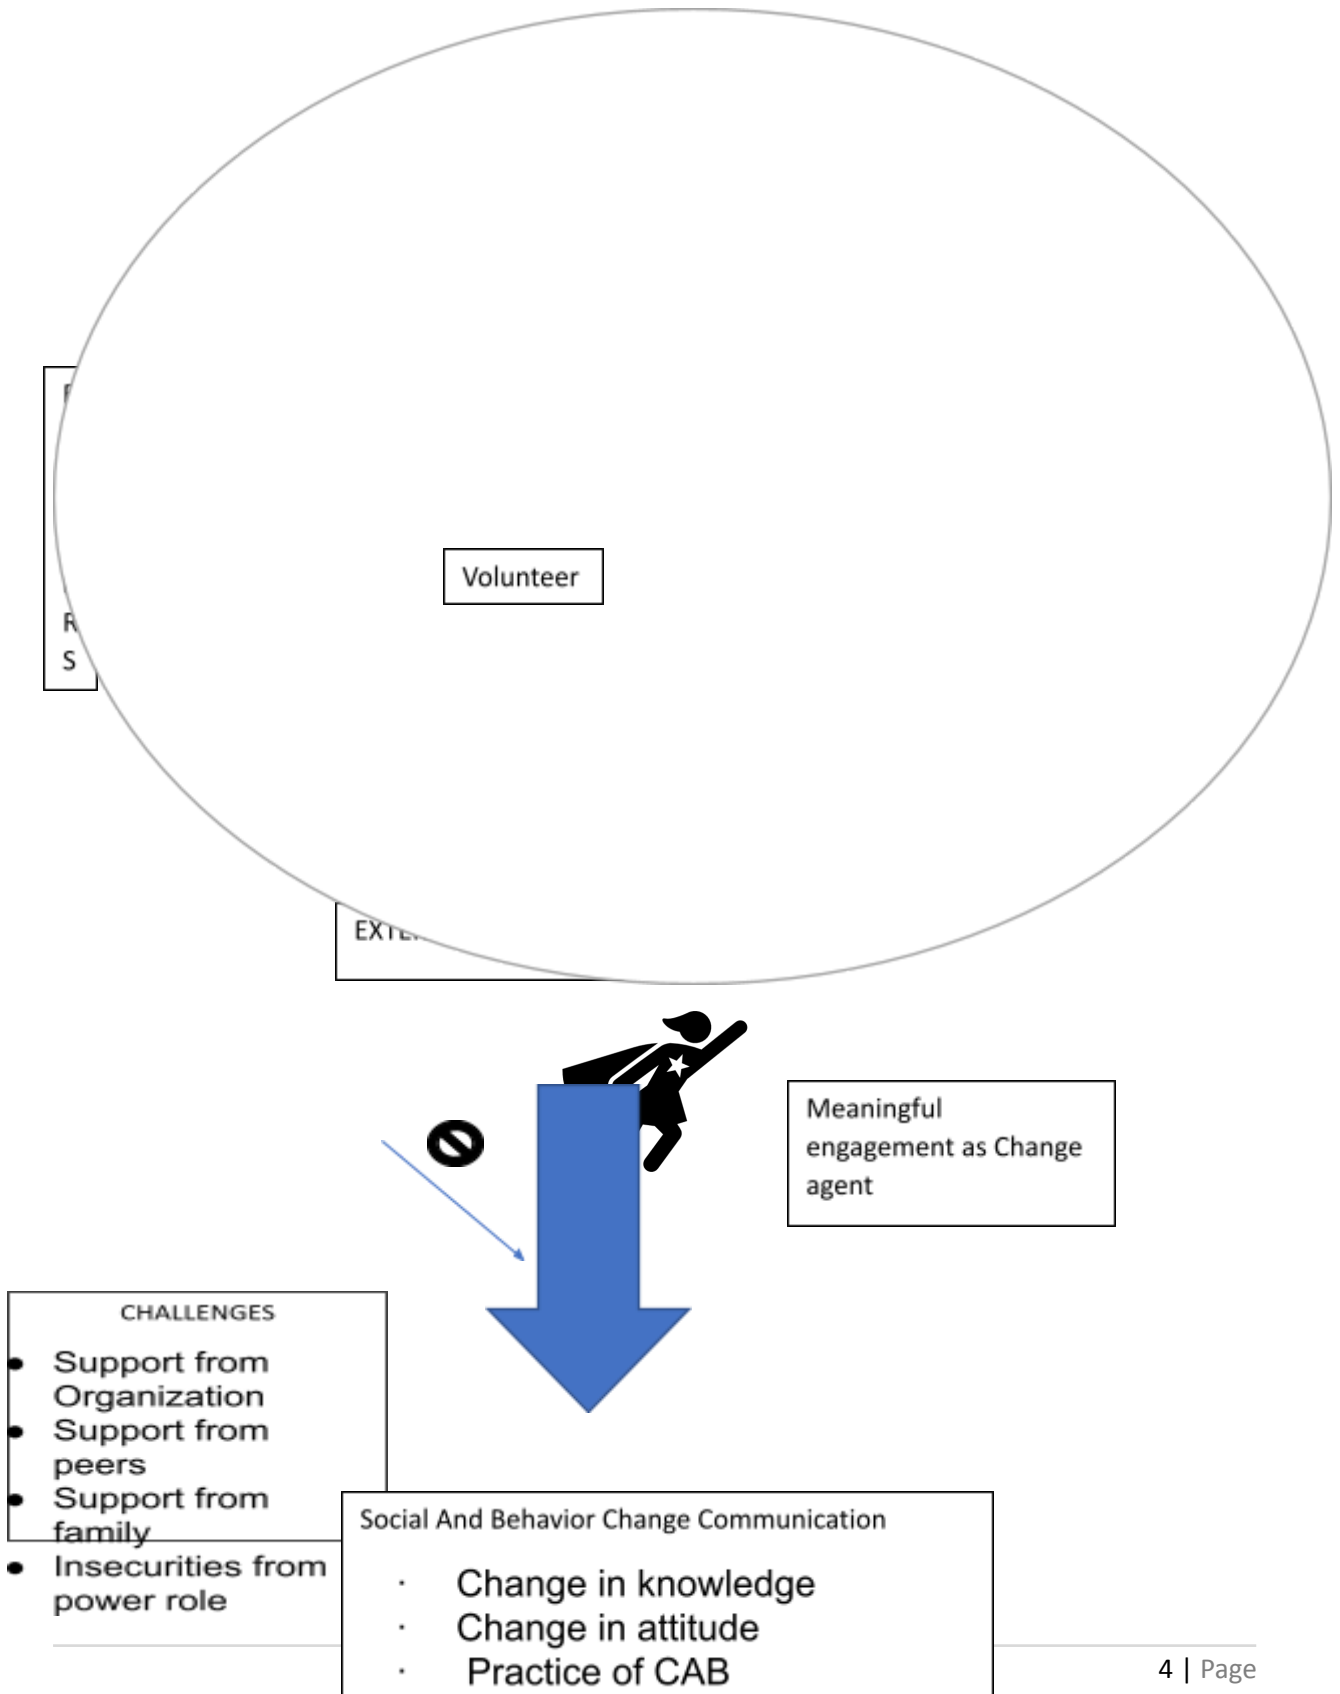 R
S
Volunteer
Meaningful
engagement as Change
agent
CHALLENGES
● Support from
Organization
● Support from
peers
● Support from
family
● Insecurities from
power role
Social And Behavior Change Communication
· Change in knowledge
· Change in attitude
· Practice of CAB
4 | Page